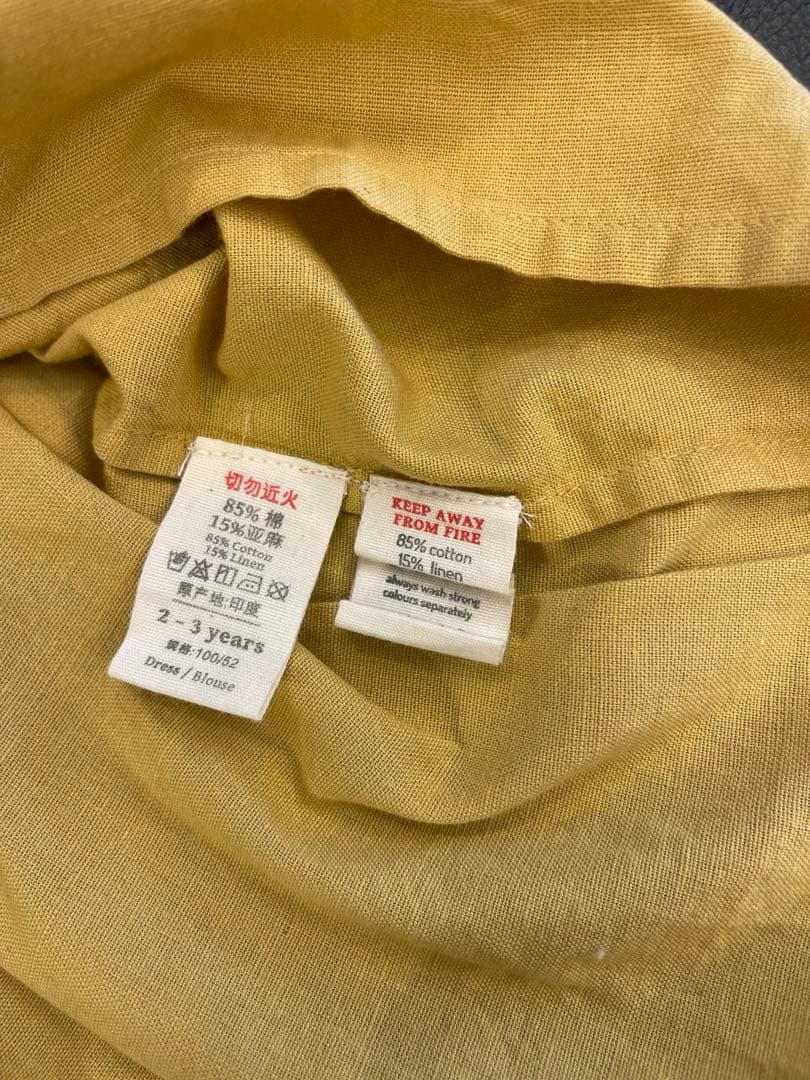 切勿近火
85% 棉
15%亚麻
85% Cotton
15% Linen
原产地:印度
2 - 3 years
规格:100/52
Dress / Blouse
KEEP AWAY
FROM FIRE
85% cotton
15% linen
always wash strong
colours separately